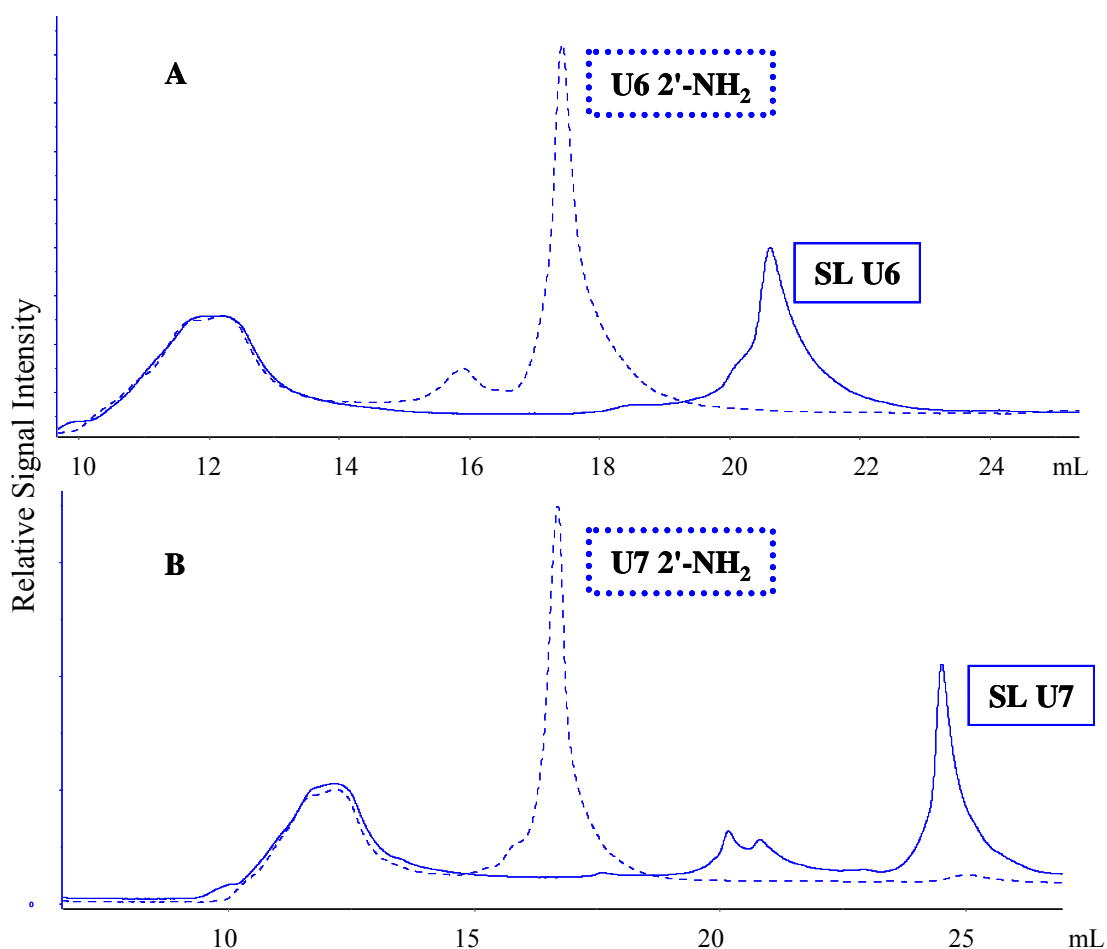 A
U6 2'-NH₂
SL U6
10 12 14 16 18 20 22 24 mL
Relative Signal Intensity
B
U7 2'-NH₂
SL U7
0
10 15 20 25 mL